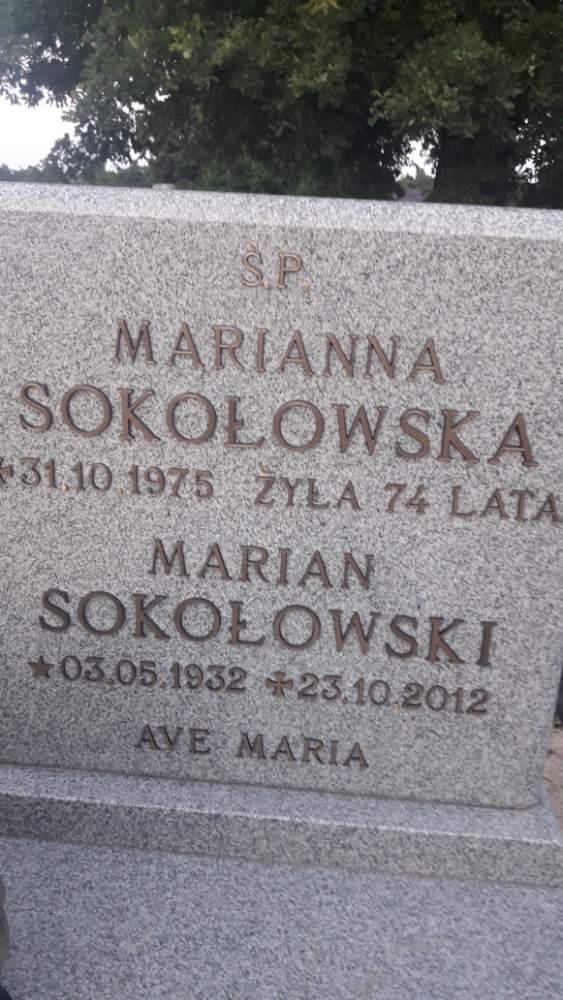 Ś.P.
MARIANNA
SOKOŁOWSKA
✝31.10.1975 ŻYŁA 74 LATA
MARIAN
SOKOŁOWSKI
★03.05.1932 ✝23.10.2012
AVE MARIA